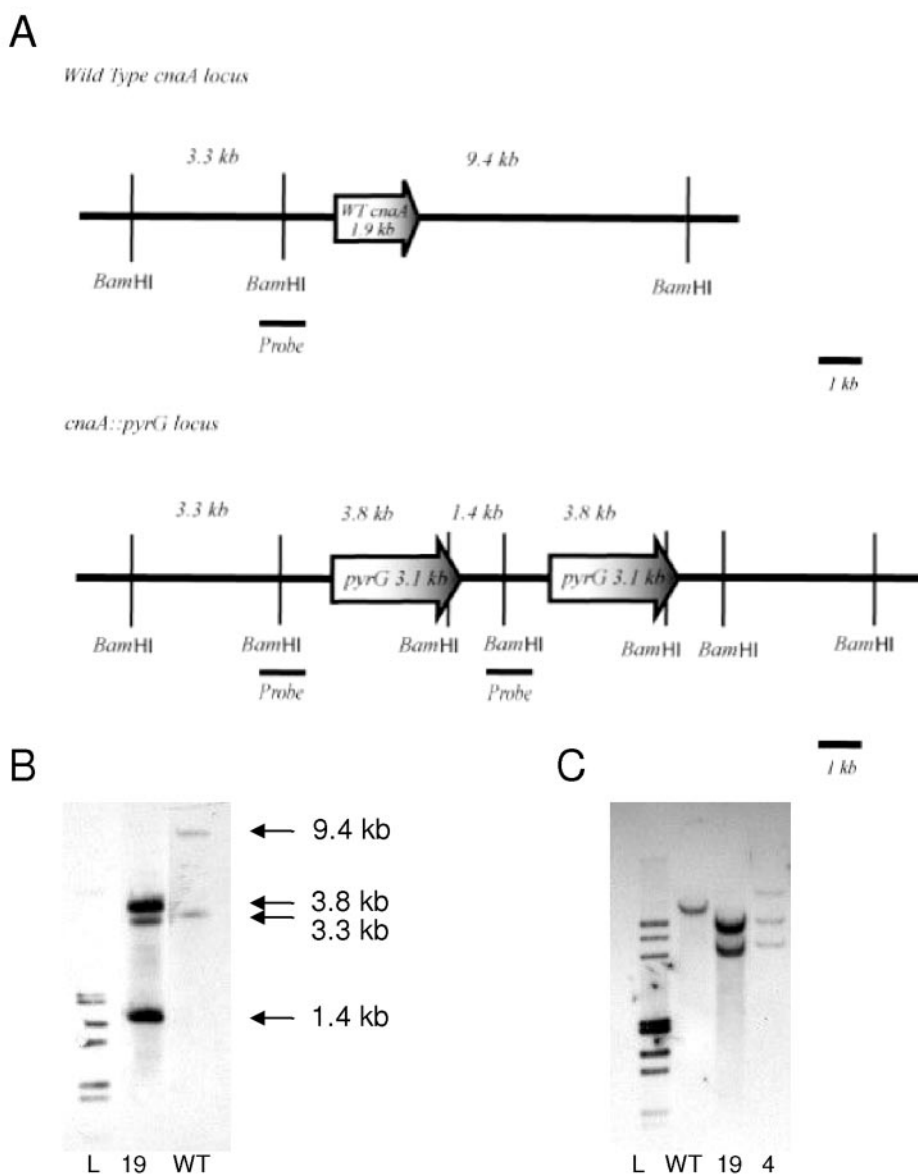 A
Wild Type cnaA locus
3.3 kb 9.4 kb
WT cnaA
1.9 kb
BamHI BamHI BamHI
Probe
1 kb
cnaA::pyrG locus
3.3 kb 3.8 kb 1.4 kb 3.8 kb
pyrG 3.1 kb pyrG 3.1 kb
BamHI BamHI BamHI BamHI BamHI BamHI BamHI
Probe Probe
1 kb
B
9.4 kb
3.8 kb
3.3 kb
1.4 kb
L 19 WT
C
L WT 19 4